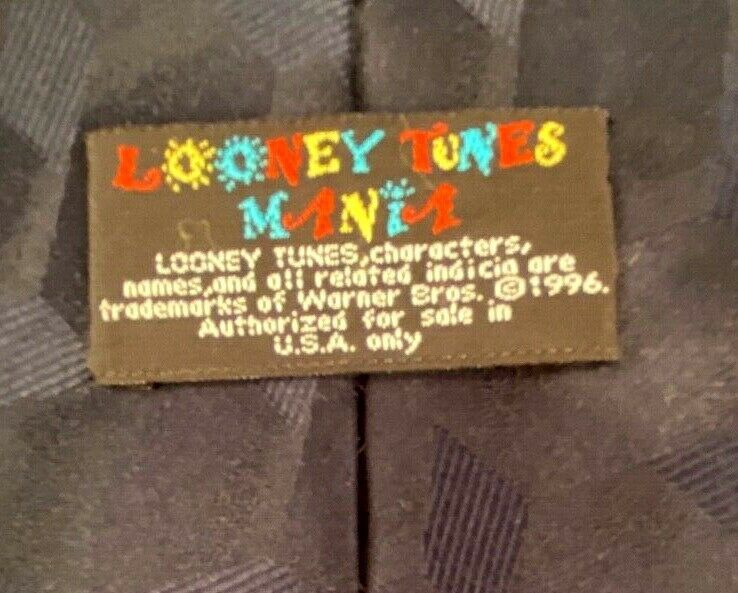 LOONEY TUNES
MANIA
LOONEY TUNES,characters,
names,and all related indicia are
trademarks of Warner Bros. ©1996.
Authorized for sale in
U.S.A. only